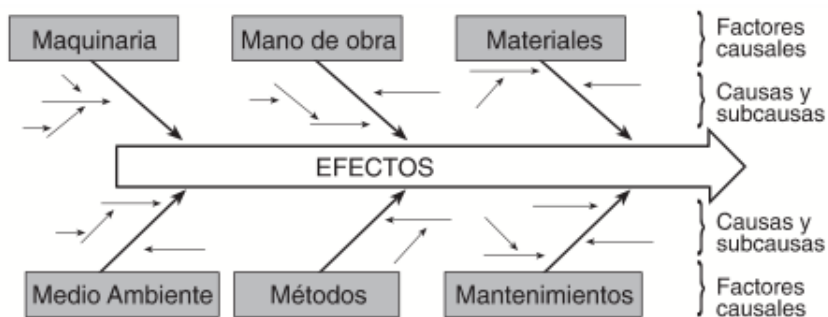 Maquinaria
Mano de obra
Materiales
Factores
causales
Causas y
subcausas
EFECTOS
Causas y
subcausas
Medio Ambiente
Métodos
Mantenimientos
Factores
causales